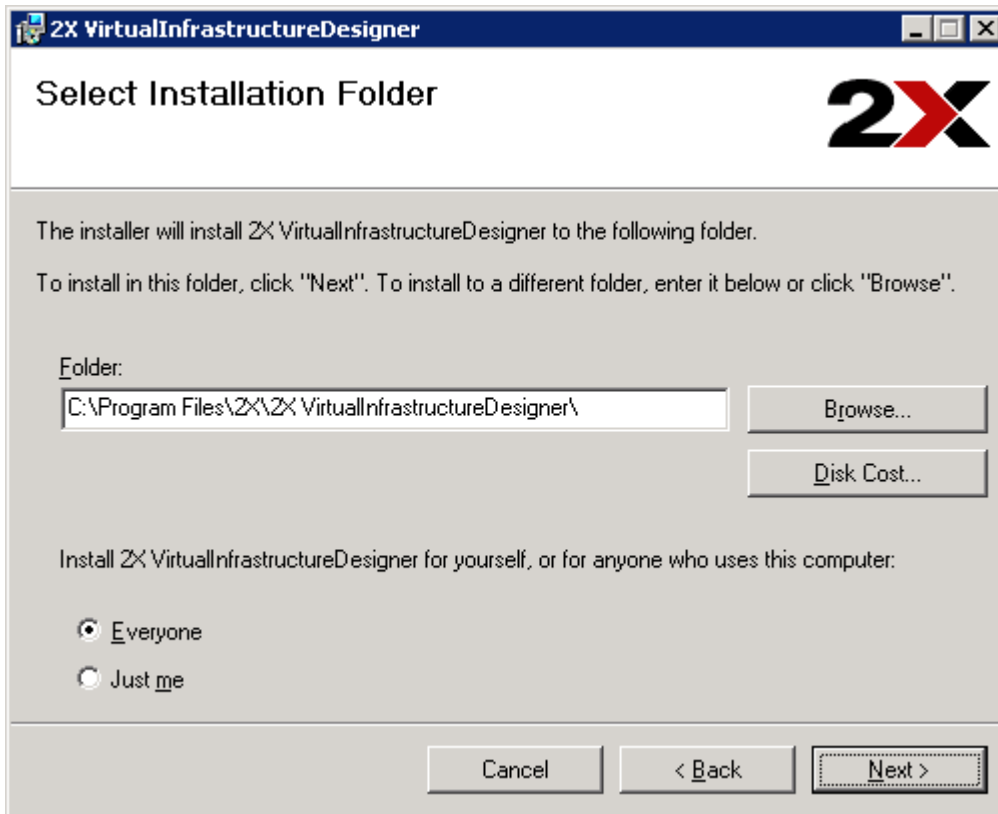 2X VirtualInfrastructureDesigner
Select Installation Folder
2X
The installer will install 2X VirtualInfrastructureDesigner to the following folder.
To install in this folder, click "Next". To install to a different folder, enter it below or click "Browse".
Folder:
C:\Program Files\2X\2X VirtualInfrastructureDesigner\
Browse...
Disk Cost...
Install 2X VirtualInfrastructureDesigner for yourself, or for anyone who uses this computer:
Everyone
Just me
Cancel
< Back
Next >